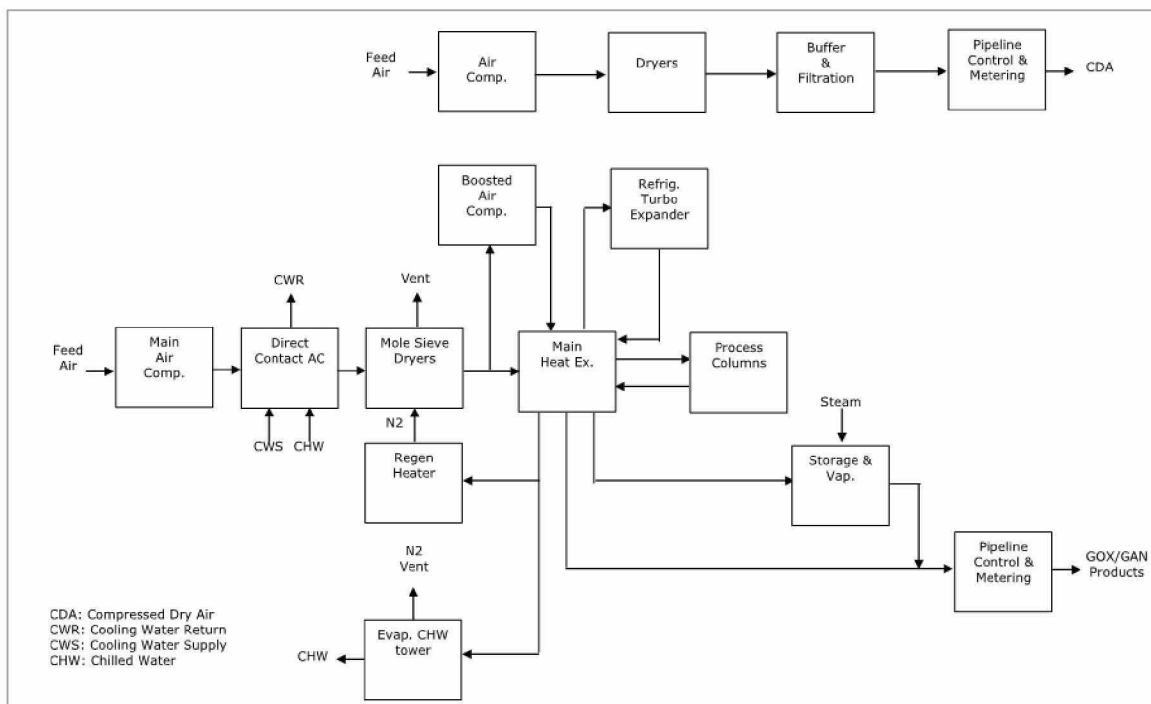 Feed
Air
Air
Comp.
Dryers
Buffer
&
Filtration
Pipeline
Control &
Metering
CDA
Boosted
Air
Comp.
Refrig.
Turbo
Expander
CWR
Vent
Feed
Air
Main
Air
Comp.
Direct
Contact AC
Mole Sieve
Dryers
Main
Heat Ex.
Process
Columns
CWS
CHW
N2
Steam
Regen
Heater
Storage &
Vap.
N2
Vent
Pipeline
Control &
Metering
GOX/GAN
Products
Evap. CHW
tower
CHW
CDA: Compressed Dry Air
CWR: Cooling Water Return
CWS: Cooling Water Supply
CHW: Chilled Water